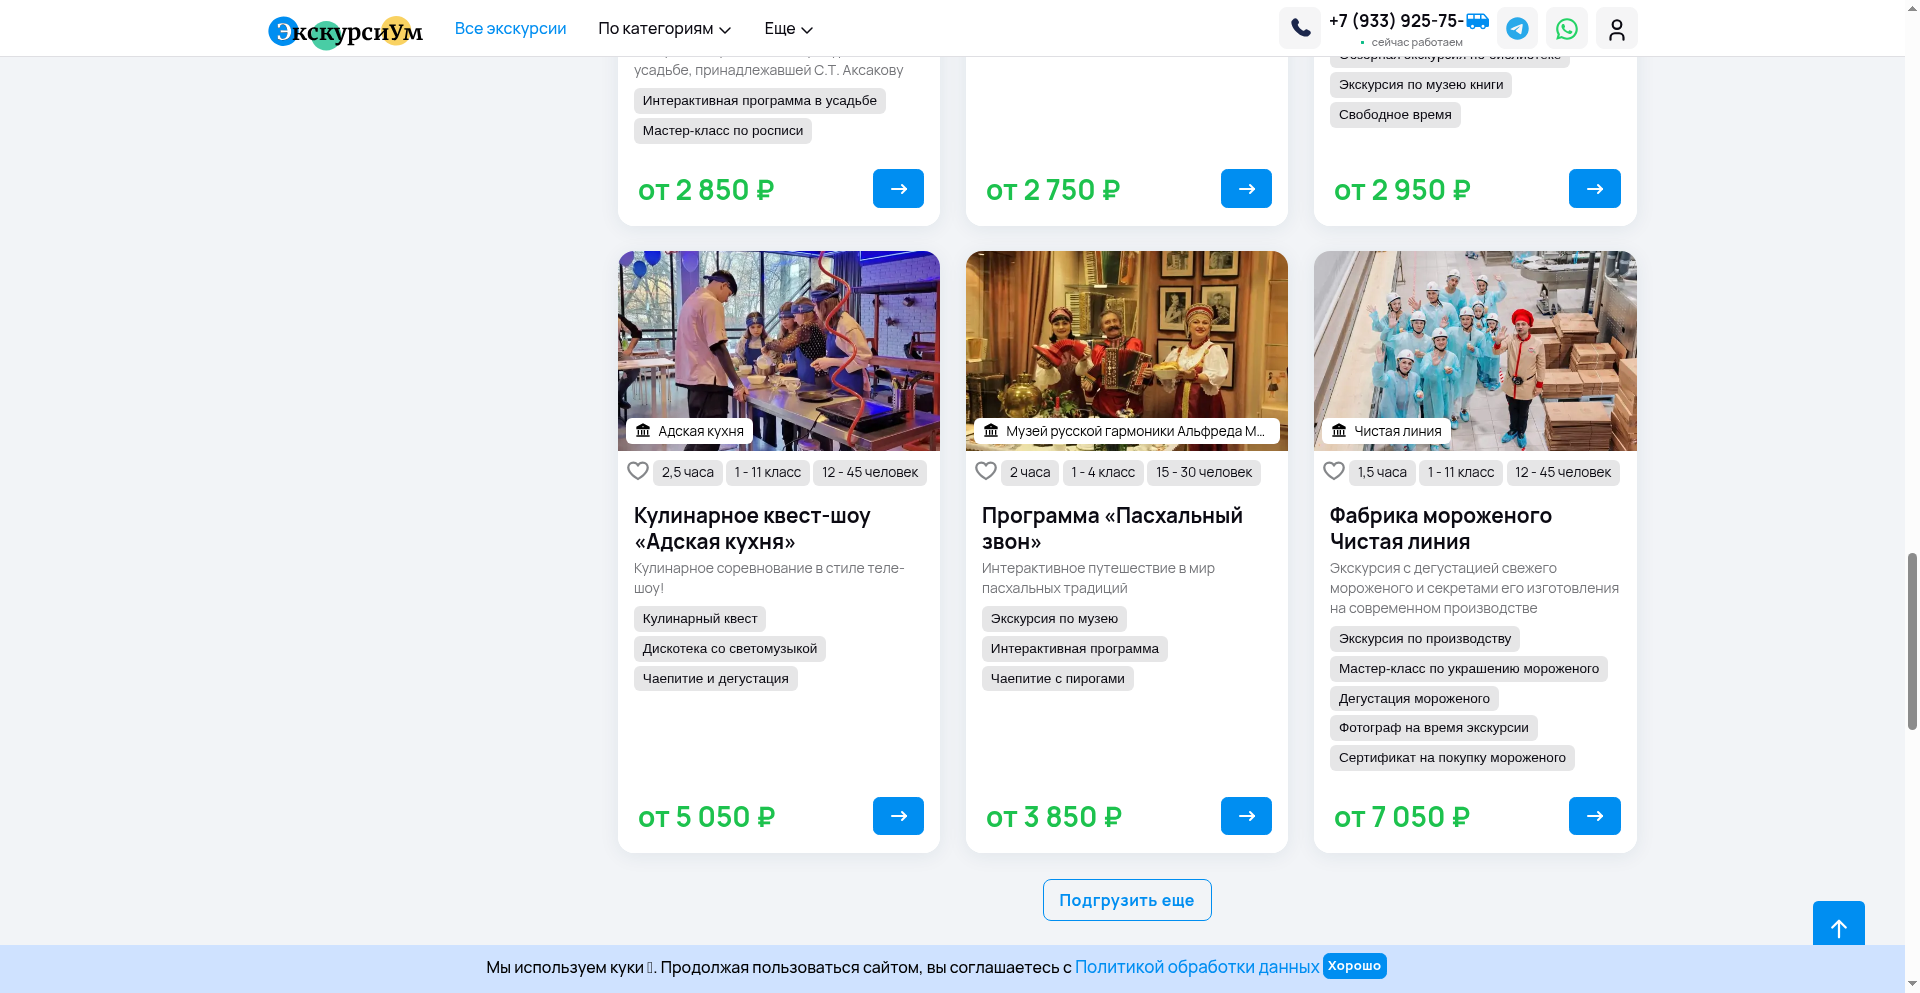 ЭкскурсиУм
Все экскурсии
По категориям
Еще
+7 (933) 925-75-
сейчас работаем
усадьбе, принадлежавшей С.Т. Аксакову
Интерактивная программа в усадьбе
Мастер-класс по росписи
от 2 850 ₽
от 2 750 ₽
Обзорная экскурсия по библиотеке
Экскурсия по музею книги
Свободное время
от 2 950 ₽
Адская кухня
2,5 часа
1 - 11 класс
12 - 45 человек
Кулинарное квест-шоу
«Адская кухня»
Кулинарное соревнование в стиле теле-
шоу!
Кулинарный квест
Дискотека со светомузыкой
Чаепитие и дегустация
от 5 050 ₽
Музей русской гармоники Альфреда М...
2 часа
1 - 4 класс
15 - 30 человек
Программа «Пасхальный
звон»
Интерактивное путешествие в мир
пасхальных традиций
Экскурсия по музею
Интерактивная программа
Чаепитие с пирогами
от 3 850 ₽
Чистая линия
1,5 часа
1 - 11 класс
12 - 45 человек
Фабрика мороженого
Чистая линия
Экскурсия с дегустацией свежего
мороженого и секретами его изготовления
на современном производстве
Экскурсия по производству
Мастер-класс по украшению мороженого
Дегустация мороженого
Фотограф на время экскурсии
Сертификат на покупку мороженого
от 7 050 ₽
Подгрузить еще
Мы используем куки . Продолжая пользоваться сайтом, вы соглашаетесь с Политикой обработки данных Хорошо